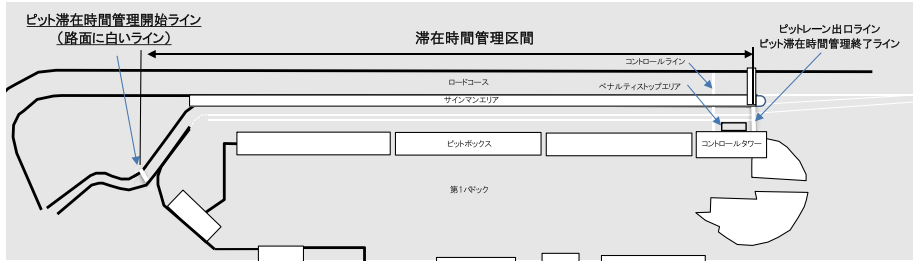 ピット滞在時間管理開始ライン
（路面に白いライン）
滞在時間管理区間
ピットレーン出口ライン
ピット滞在時間管理終了ライン
コントロールライン
ロードコース
ペナルティストップエリア
サインマンエリア
ピットボックス
コントロールタワー
第1パドック